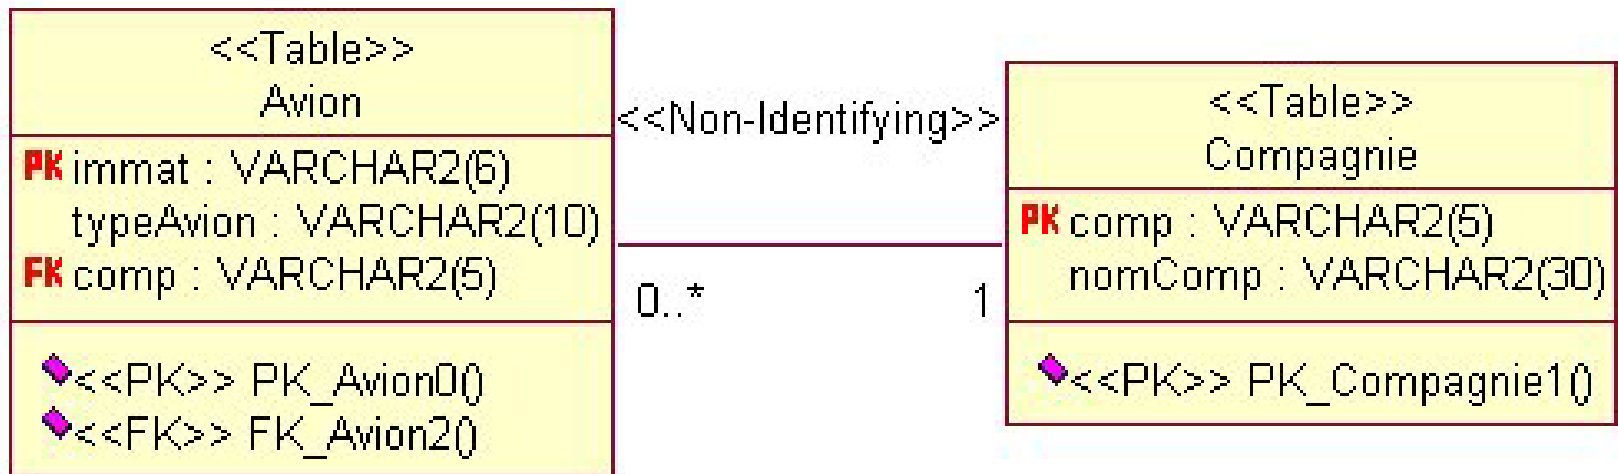 <<Table>>
Avion
PK immat : VARCHAR2(6)
typeAvion : VARCHAR2(10)
FK comp : VARCHAR2(5)
<<PK>> PK_Avion0()
<<FK>> FK_Avion2()
<<Non-Identifying>>
0..*
1
<<Table>>
Compagnie
PK comp : VARCHAR2(5)
nomComp : VARCHAR2(30)
<<PK>> PK_Compagnie1()